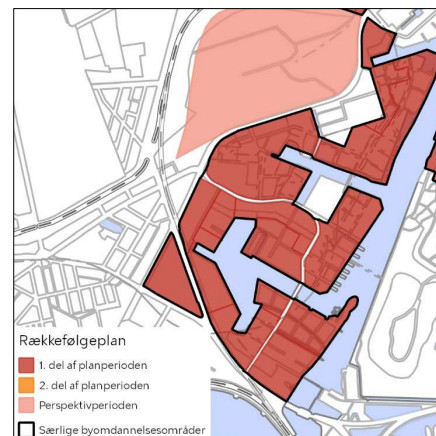 Rækkefølgeplan
1. del af planperioden
2. del af planperioden
Perspektivperioden
Særlige byomdannelsesområder